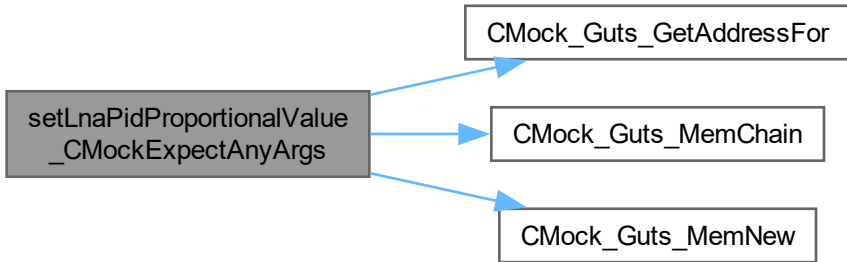 setLnaPidProportionalValue
_CMockExpectAnyArgs
CMock_Guts_GetAddressFor
CMock_Guts_MemChain
CMock_Guts_MemNew